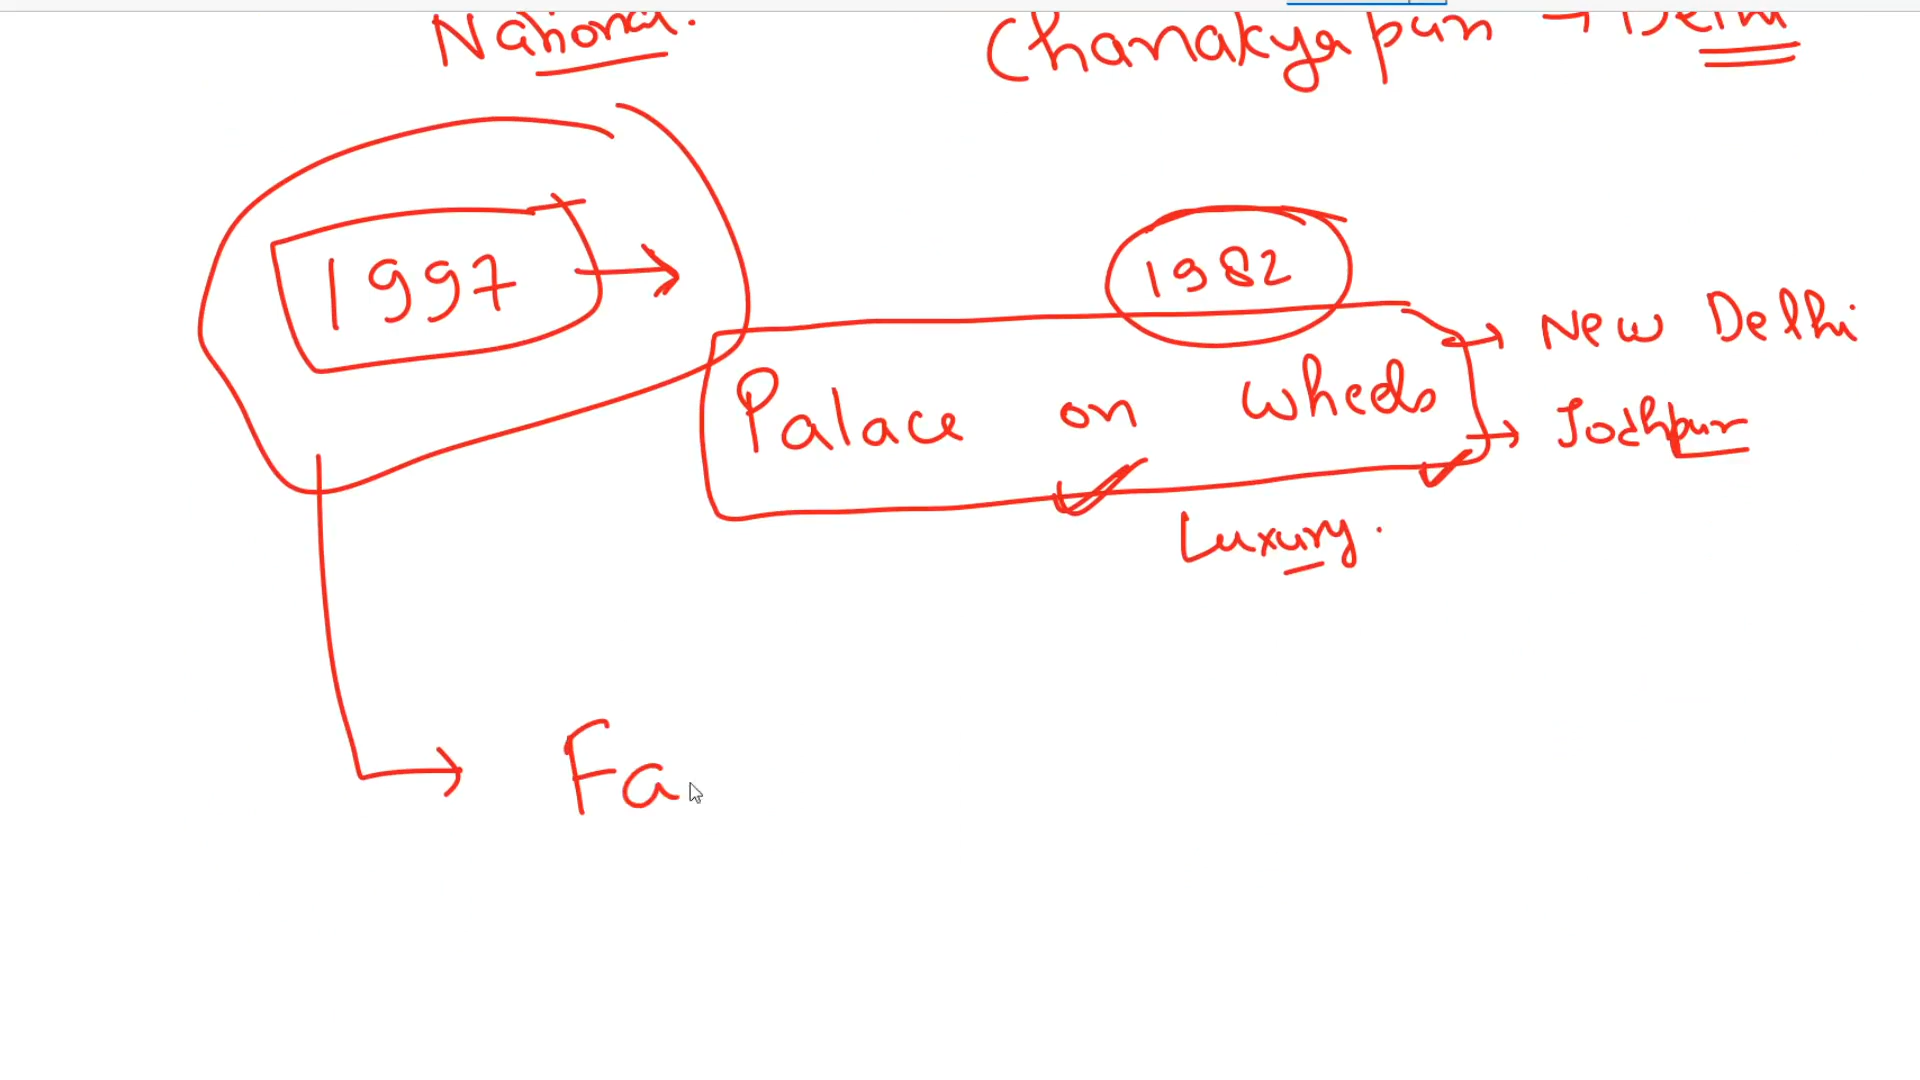 National.
Chanakyapuri → Delhi
1997 →
1982
→ New Delhi
Palace on Wheels
→ Jodhpur
Luxury.
→ Fa